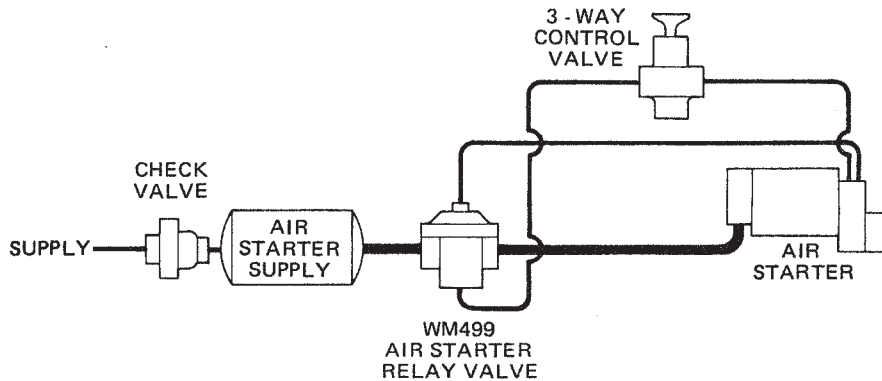 3 - WAY
CONTROL
VALVE
CHECK
VALVE
SUPPLY
AIR
STARTER
SUPPLY
AIR
STARTER
WM499
AIR STARTER
RELAY VALVE